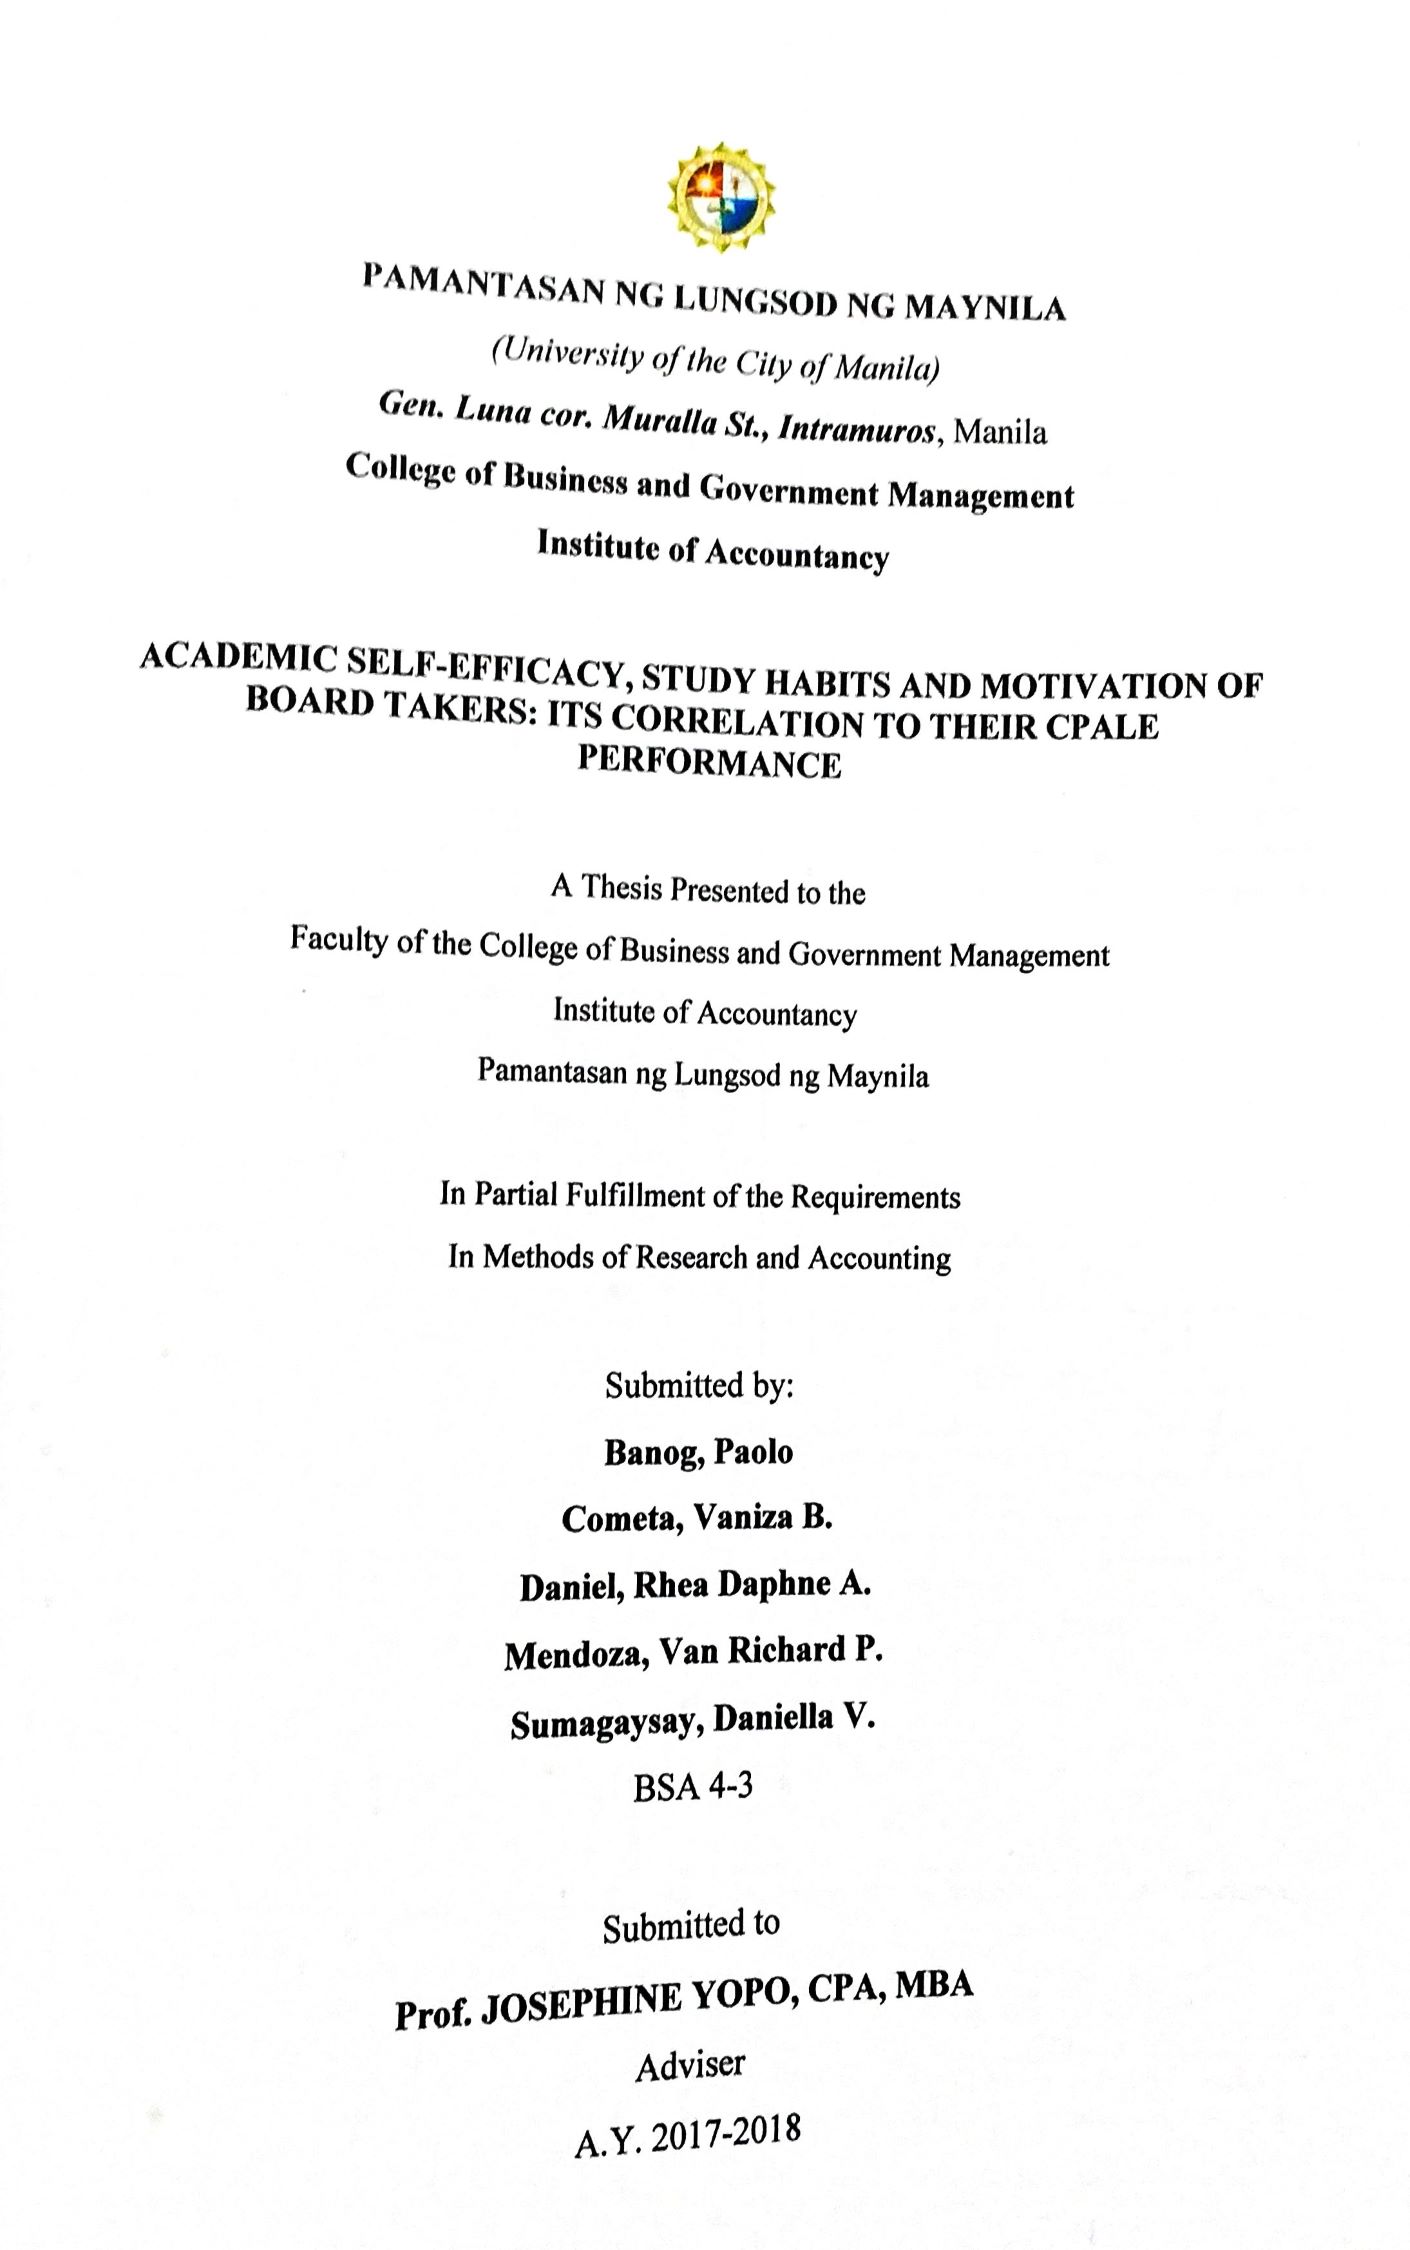 PAMANTASAN NG LUNGSOD NG MAYNILA
(University of the City of Manila)
Gen. Luna cor. Muralla St., Intramuros, Manila
College of Business and Government Management
Institute of Accountancy
ACADEMIC SELF-EFFICACY, STUDY HABITS AND MOTIVATION OF
BOARD TAKERS: ITS CORRELATION TO THEIR CPALE
PERFORMANCE
A Thesis Presented to the
Faculty of the College of Business and Government Management
Institute of Accountancy
Pamantasan ng Lungsod ng Maynila
In Partial Fulfillment of the Requirements
In Methods of Research and Accounting
Submitted by:
Banog, Paolo
Cometa, Vaniza B.
Daniel, Rhea Daphne A.
Mendoza, Van Richard P.
Sumagaysay, Daniella V.
BSA 4-3
Submitted to
Prof. JOSEPHINE YOPO, CPA, MBA
Adviser
A.Y. 2017-2018